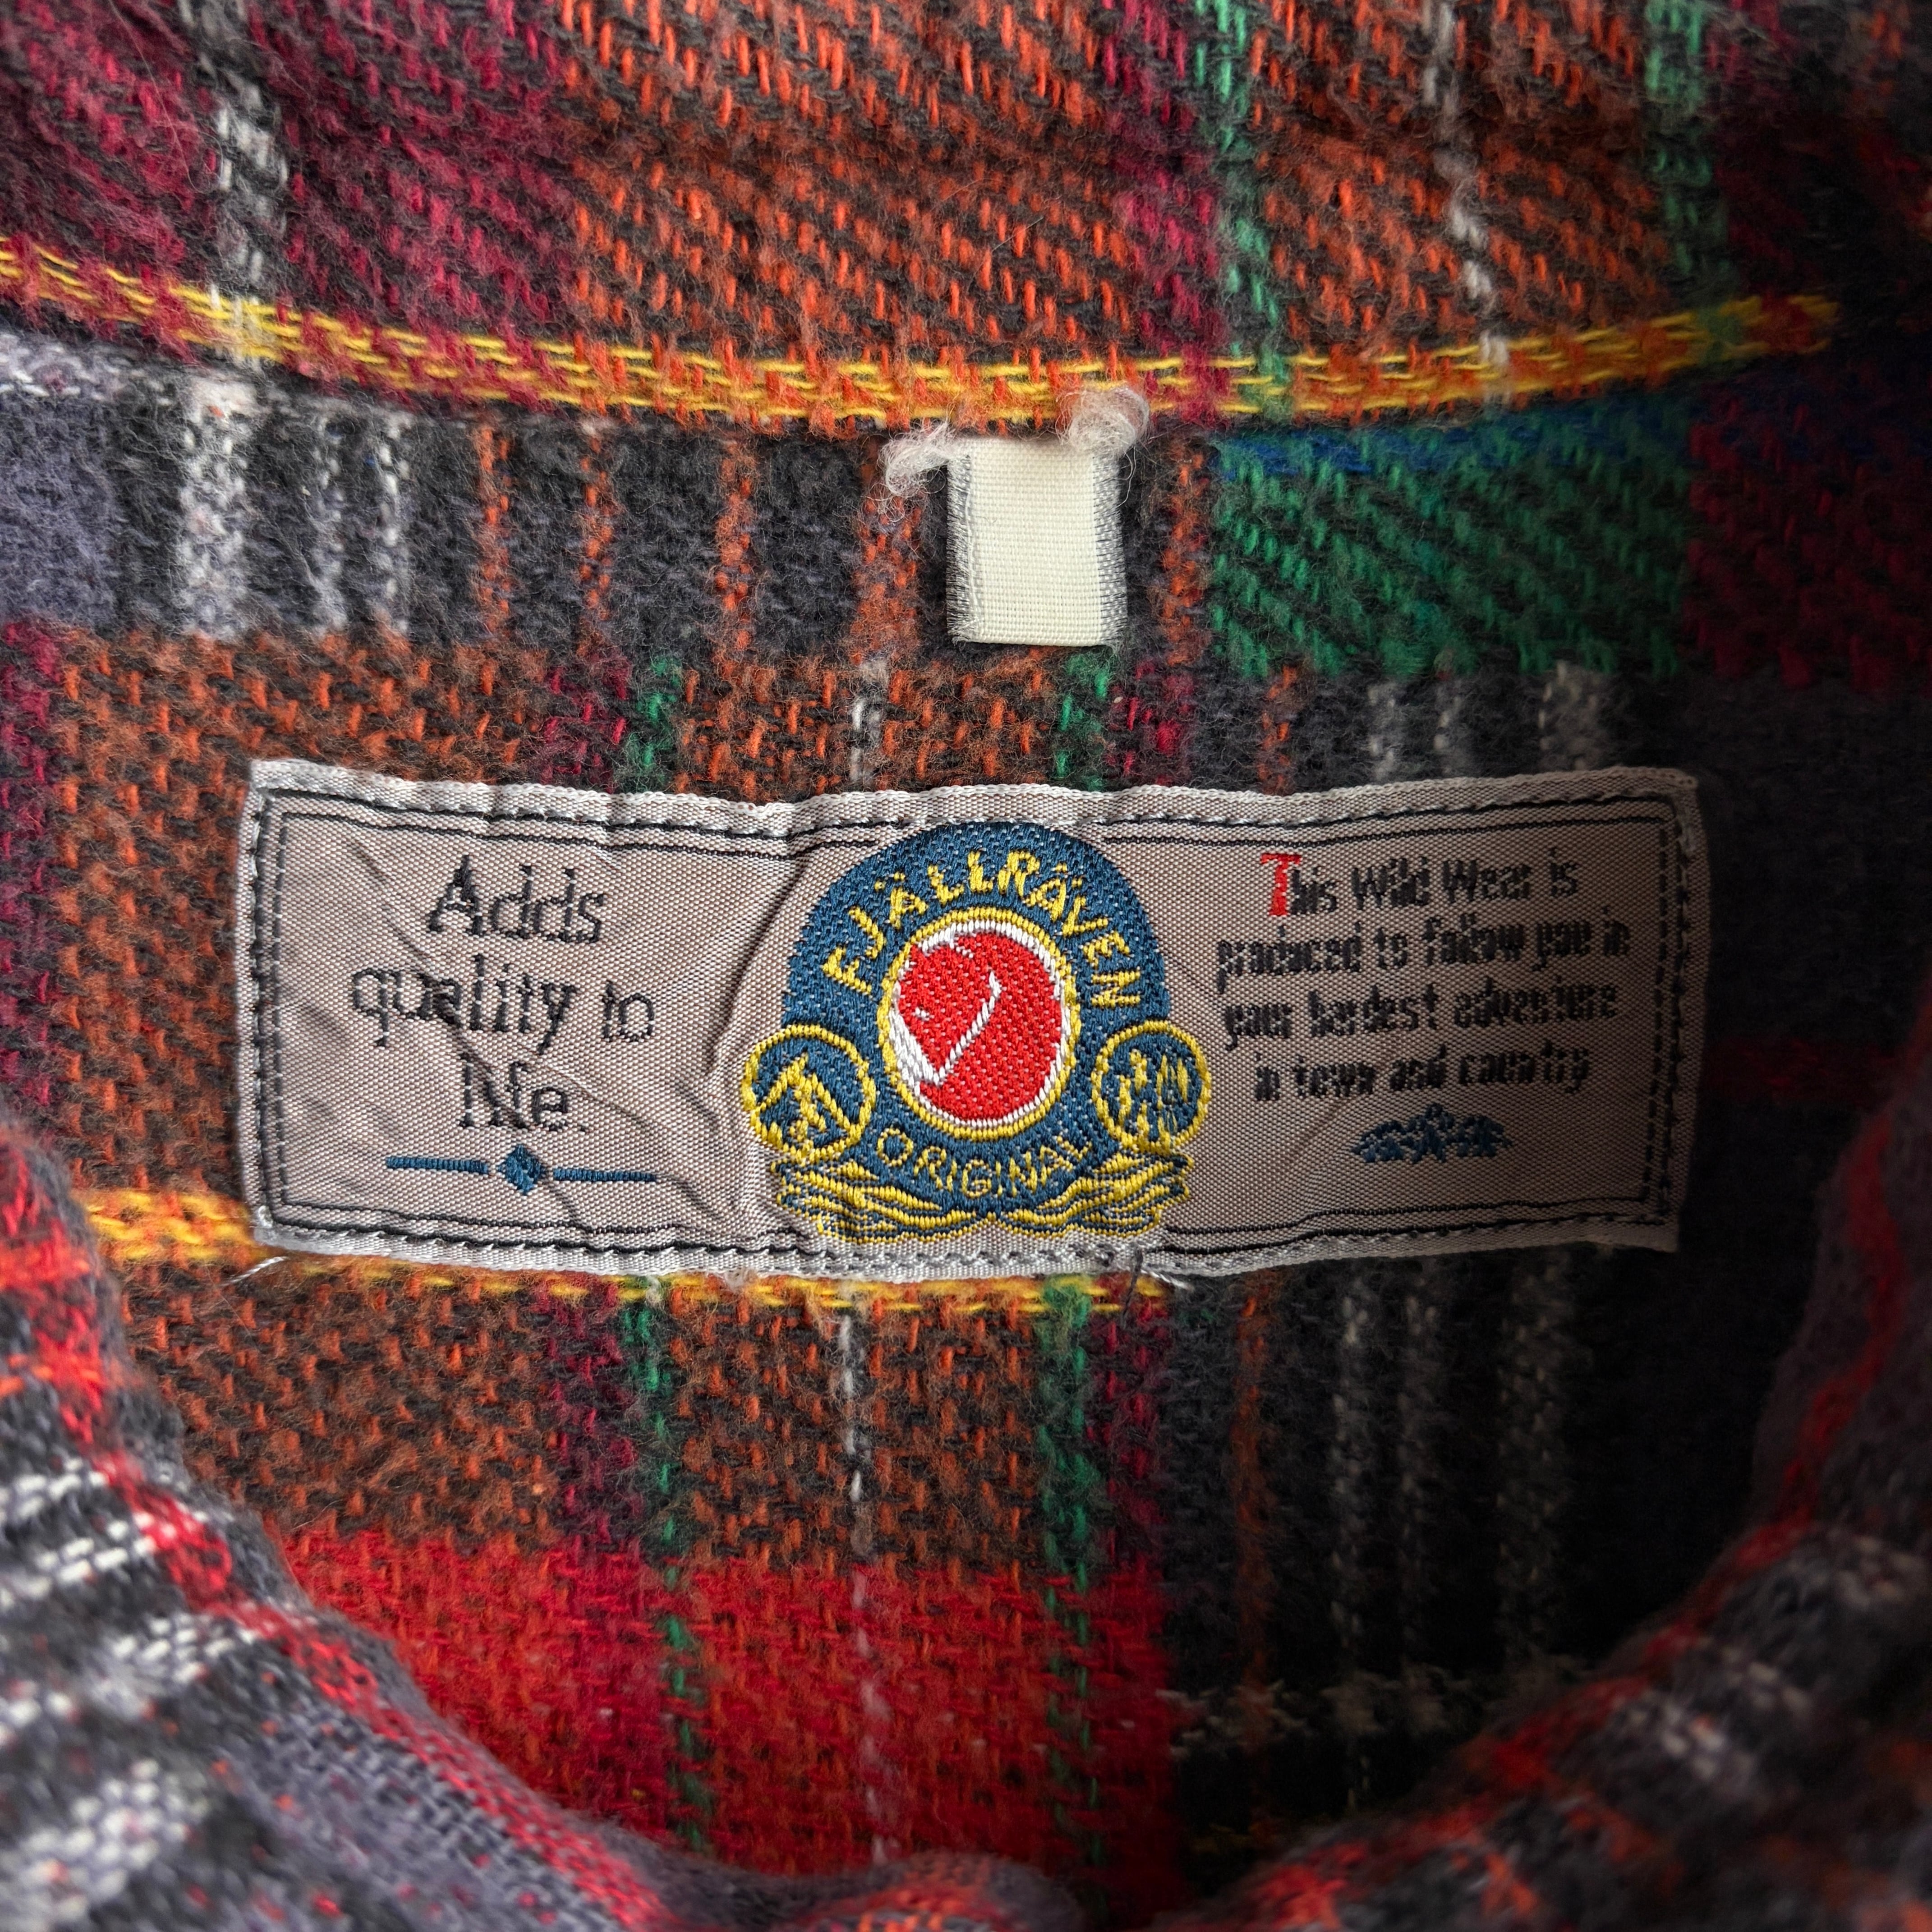 Adds
quality to
life.
FJÄLLRÄVEN
ORIGINAL
This Wild Wear is
produced to follow you in
your hardest adventure
in town and country